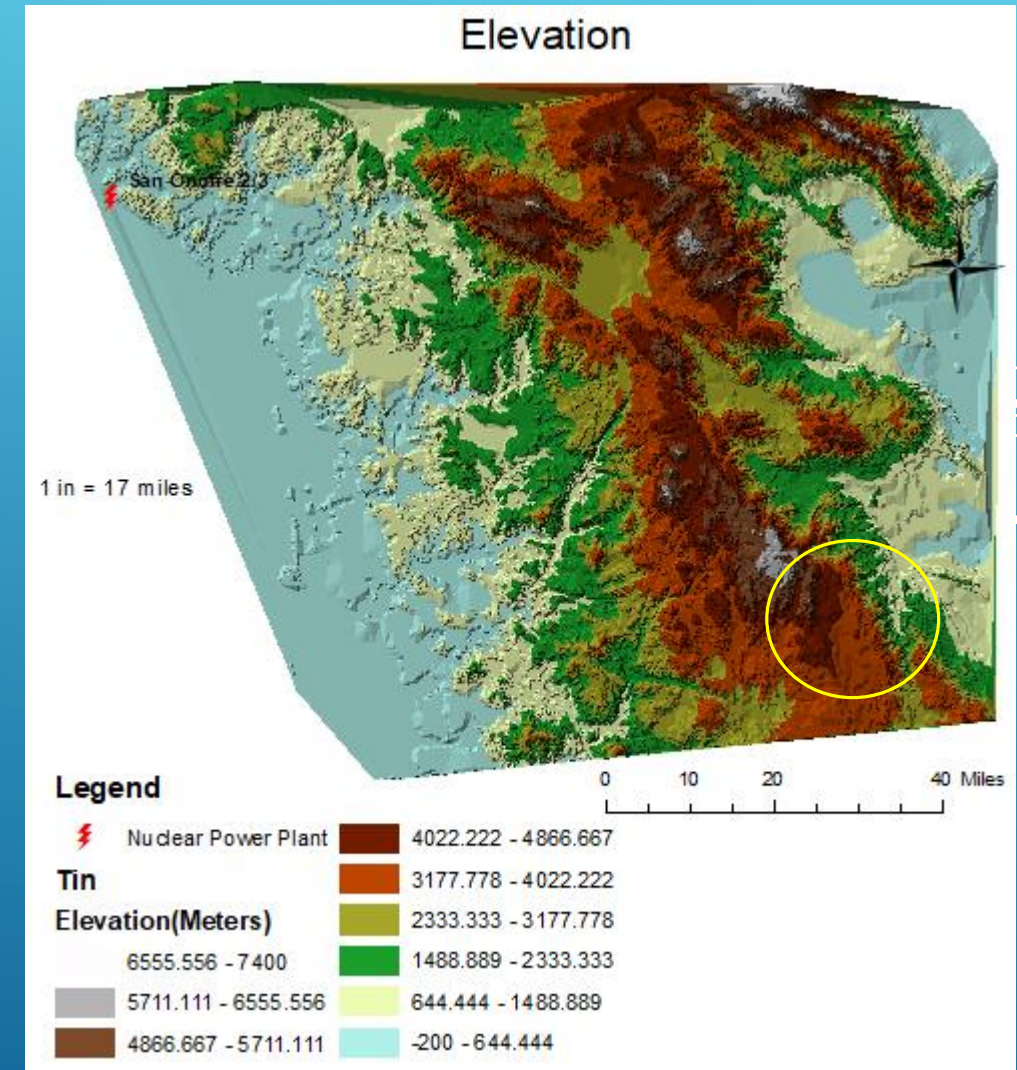 Elevation
San Onofre 2/3
1 in = 17 miles
0 10 20 40 Miles
Legend
Nuclear Power Plant
Tin
Elevation(Meters)
6555.556 - 7400
5711.111 - 6555.556
4866.667 - 5711.111
4022.222 - 4866.667
3177.778 - 4022.222
2333.333 - 3177.778
1488.889 - 2333.333
644.444 - 1488.889
-200 - 644.444